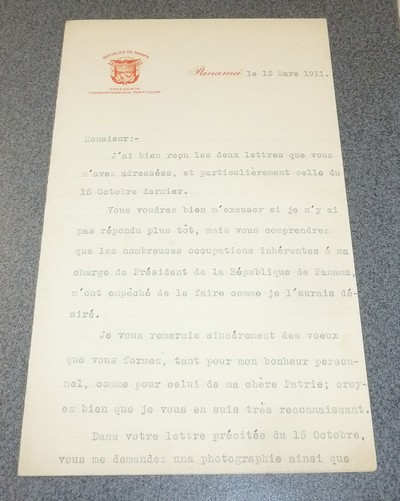 REPUBLICA DE PANAMA
PRESIDENCIA
CORRESPONDENCIA PARTICULAR
Panamá le 15 Mars 1911.
Monsieur:-
J'ai bien reçu les deux lettres que vous
m'avez adressées, et particulièrement celle du
15 Octobre dernier.
Vous voudrez bien m'excuser si je n'y ai
pas répondu plus tôt, mais vous comprendrez
que les nombreuses occupations inhérentes é ma
charge de Président de la République de Panama,
m'ont empêché de le faire comme je l'aurais dé-
siré.
Je vous remercie sincérement des voeux
que vous formes, tant pour mon bonheur person-
nel, comme pour celui de ma chère Patrie; croy-
es bien que je vous en suis très reconnaissant.
Dans votre lettre précitée du 15 Octobre,
vous me demandez una photographie ainsi que